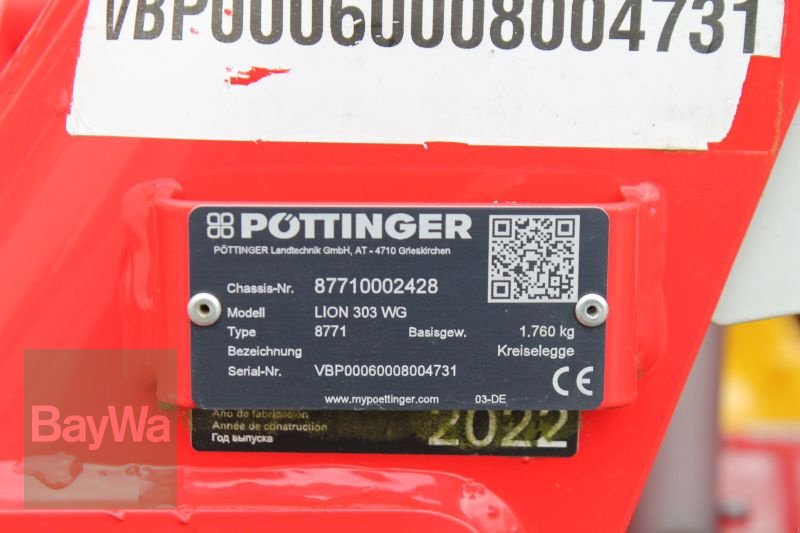 VBP00060008004731
PÖTTINGER
PÖTTINGER Landtechnik GmbH, AT - 4710 Grieskirchen
Chassis-Nr. 87710002428
Modell LION 303 WG
Type 8771 Basisgew. 1.760 kg
Bezeichnung Kreiselegge
Serial-Nr. VBP00060008004731
www.mypoettinger.com 03-DE CE
Ano de fabricación
Année de construction 2022
Год выпуска
BayWa